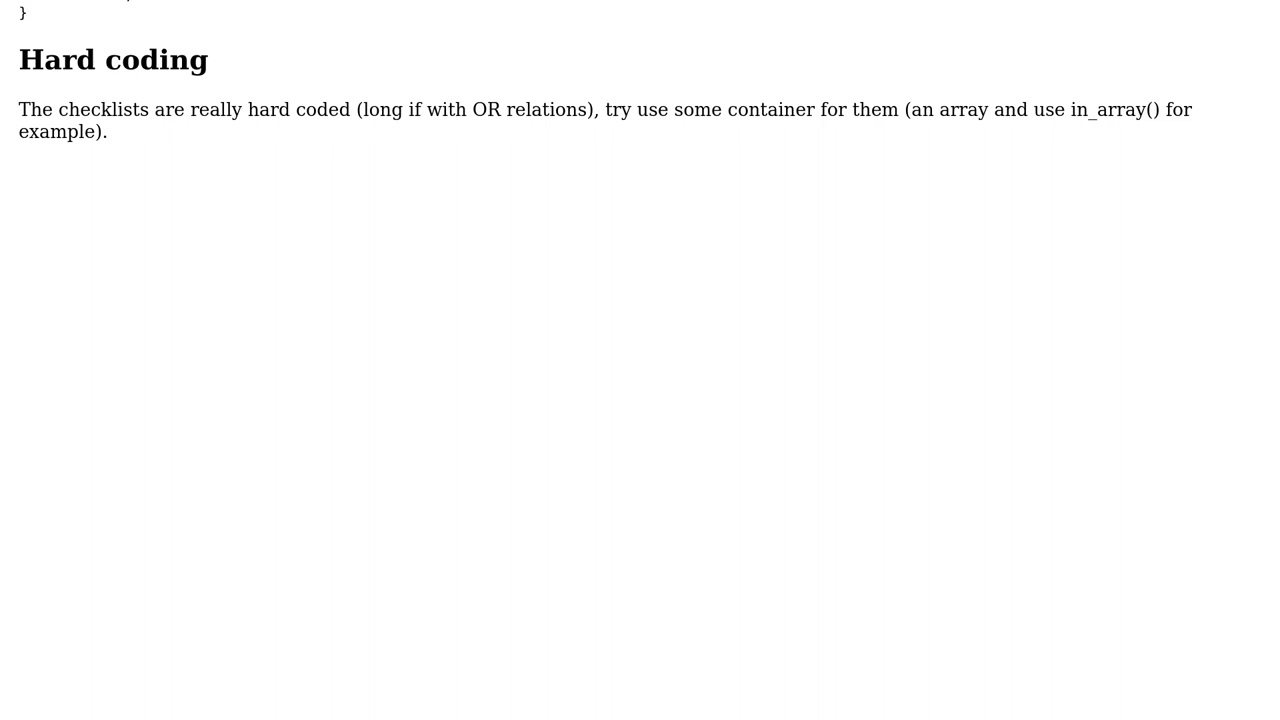 }
Hard coding
The checklists are really hard coded (long if with OR relations), try use some container for them (an array and use in_array() for
example).